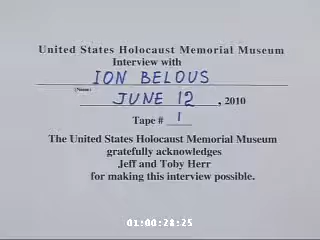 United States Holocaust Memorial Museum
Interview with
ION BELOUS
(Name)
JUNE 12, 2010
Tape # 1
The United States Holocaust Memorial Museum
gratefully acknowledges
Jeff and Toby Herr
for making this interview possible.
01:00:28:25